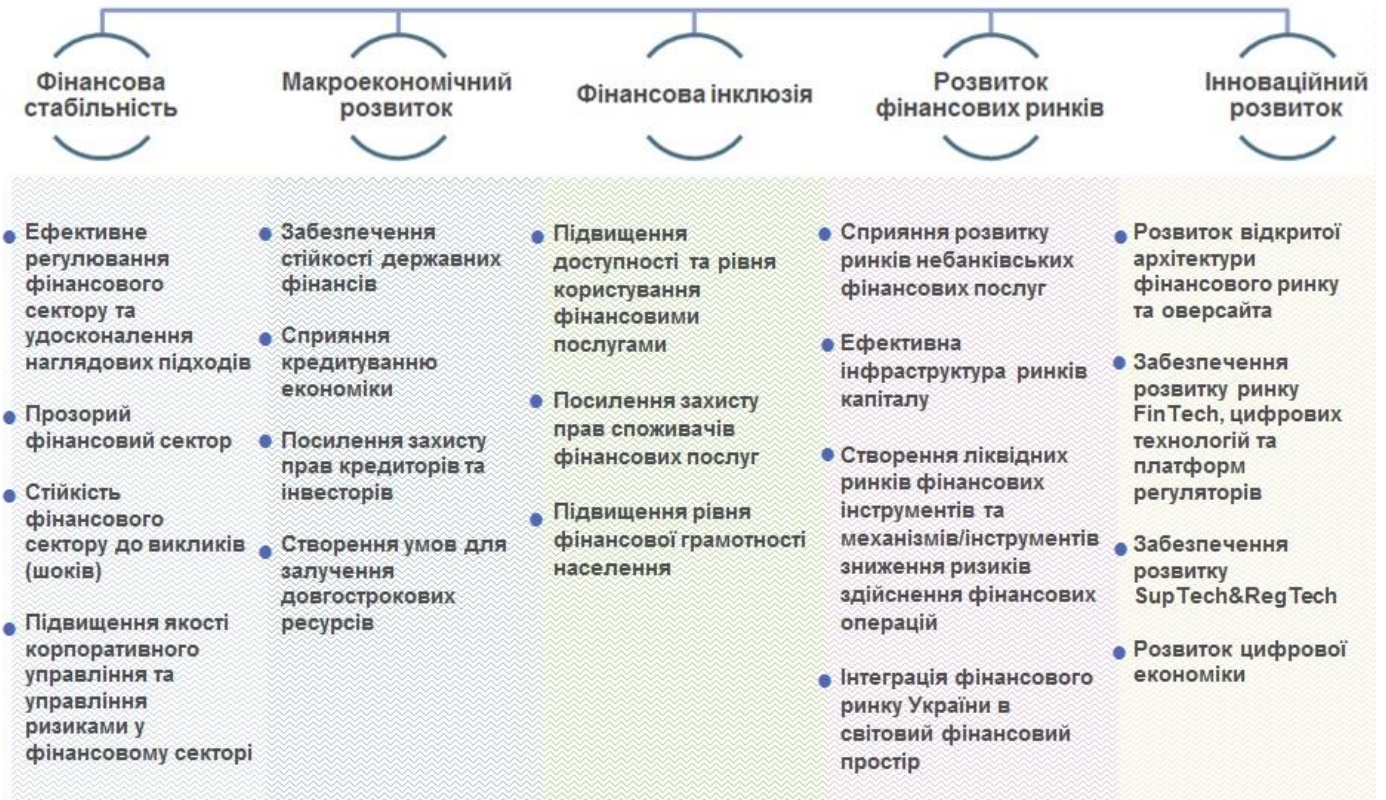 Фінансова
стабільність
Макроекономічний
розвиток
Фінансова інклюзія
Розвиток
фінансових ринків
Інноваційний
розвиток
Ефективне
регулювання
фінансового
сектору та
удосконалення
наглядових підходів
Прозорий
фінансовий сектор
Стійкість
фінансового
сектору до викликів
(шоків)
Підвищення якості
корпоративного
управління та
управління
ризиками у
фінансовому секторі
Забезпечення
стійкості державних
фінансів
Сприяння
кредитуванню
економіки
Посилення захисту
прав кредиторів та
інвесторів
Створення умов для
залучення
довгострокових
ресурсів
Підвищення
доступності та рівня
користування
фінансовими
послугами
Посилення захисту
прав споживачів
фінансових послуг
Підвищення рівня
фінансової грамотності
населення
Сприяння розвитку
ринків небанківських
фінансових послуг
Ефективна
інфраструктура ринків
капіталу
Створення ліквідних
ринків фінансових
інструментів та
механізмів/інструментів
зниження ризиків
здійснення фінансових
операцій
Інтеграція фінансового
ринку України в
світовий фінансовий
простір
Розвиток відкритої
архітектури
фінансового ринку
та оверсайта
Забезпечення
розвитку ринку
FinTech, цифрових
технологій та
платформ
регуляторів
Забезпечення
розвитку
SupTech&RegTech
Розвиток цифрової
економіки